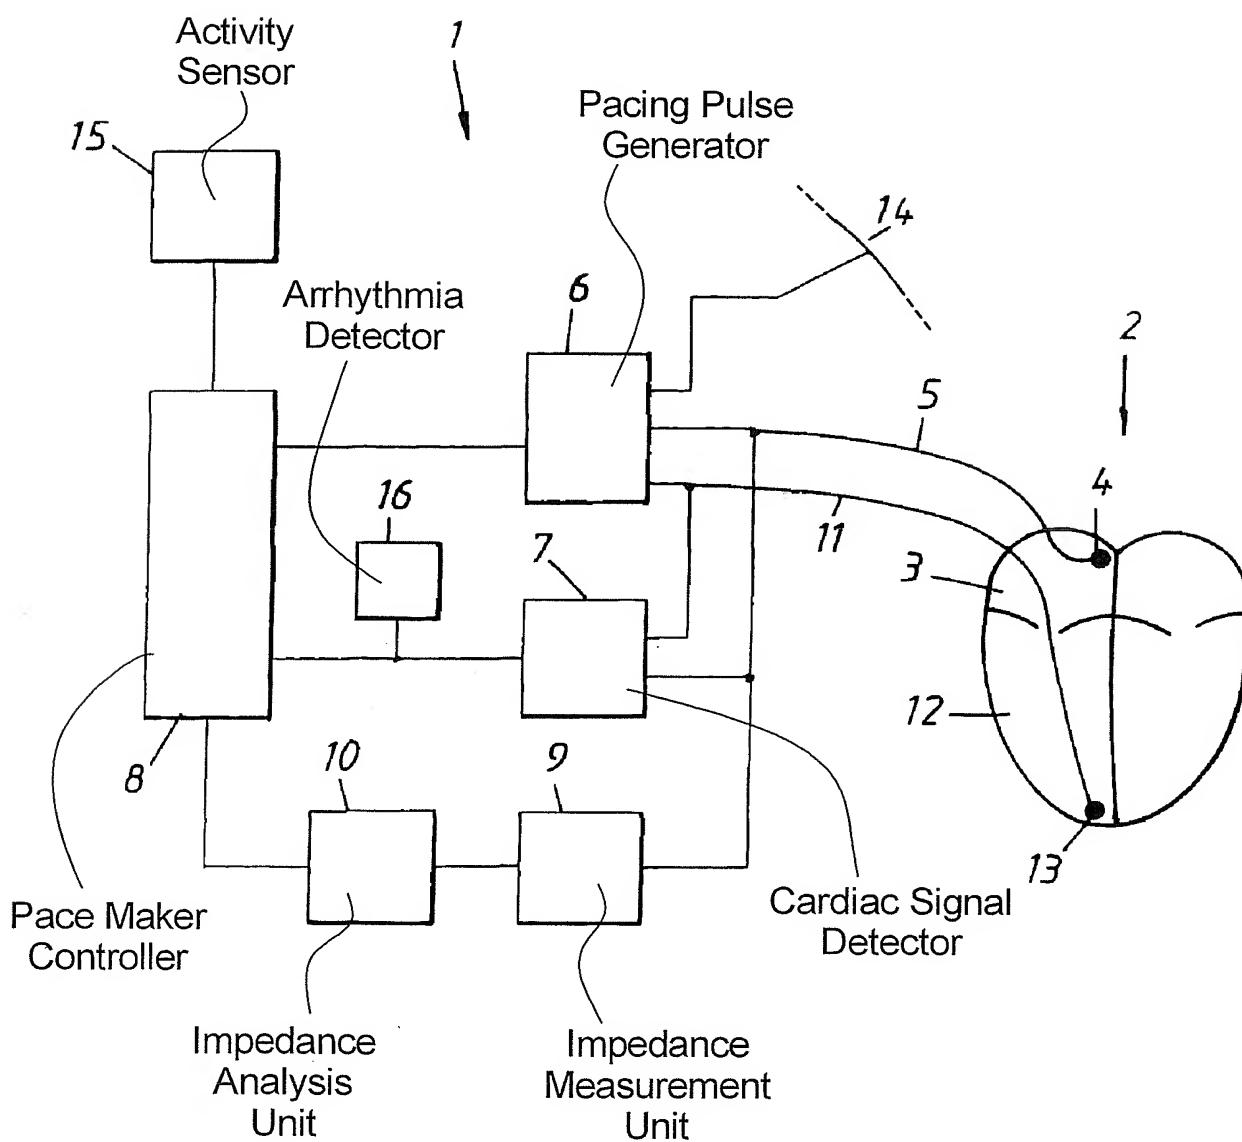 Activity
Sensor
1
Pacing Pulse
Generator
15
14
Arrhythmia
Detector
6
2
5
4
16
11
7
3
12
8
10
9
13
Pace Maker
Controller
Cardiac Signal
Detector
Impedance
Analysis
Unit
Impedance
Measurement
Unit